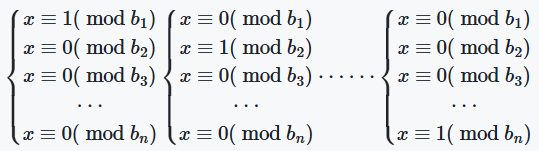 x ≡ 1( mod b₁) x ≡ 0( mod b₁) x ≡ 0( mod b₁)
x ≡ 0( mod b₂) x ≡ 1( mod b₂) x ≡ 0( mod b₂)
x ≡ 0( mod b₃) x ≡ 0( mod b₃) ⋯⋯ x ≡ 0( mod b₃)
⋯ ⋯ ⋯
x ≡ 0( mod bₙ) x ≡ 0( mod bₙ) x ≡ 1( mod bₙ)